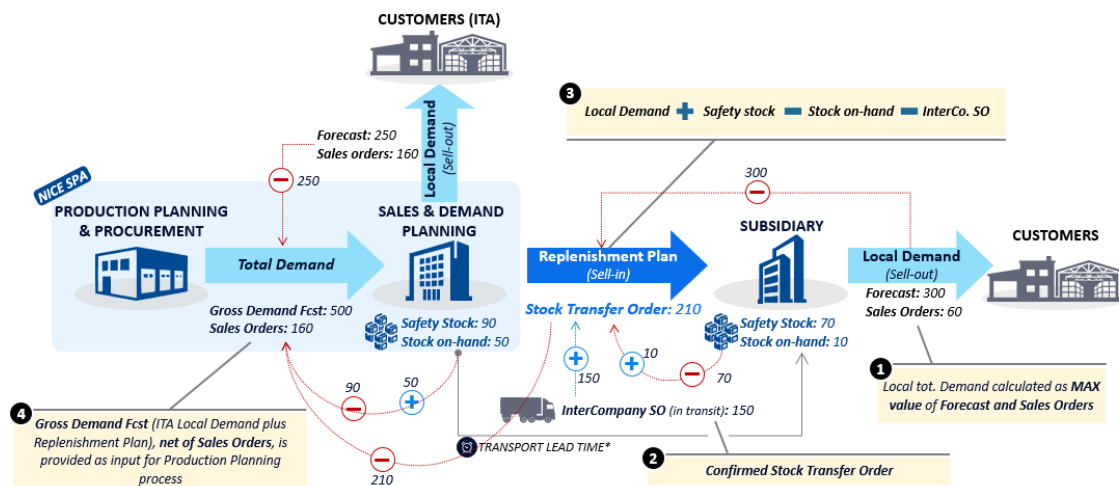 CUSTOMERS (ITA)
3
Local Demand + Safety stock − Stock on-hand − InterCo. SO
Forecast: 250
Sales orders: 160
250
Local Demand
(Sell-out)
300
NICE SPA
PRODUCTION PLANNING
& PROCUREMENT
SALES & DEMAND
PLANNING
SUBSIDIARY
CUSTOMERS
Total Demand
Replenishment Plan
(Sell-in)
Local Demand
(Sell-out)
Gross Demand Fcst: 500
Sales Orders: 160
Stock Transfer Order: 210
Forecast: 300
Sales Orders: 60
Safety Stock: 90
Stock on-hand: 50
Safety Stock: 70
Stock on-hand: 10
10
70
150
90
50
InterCompany SO (in transit): 150
TRANSPORT LEAD TIME*
210
1
Local tot. Demand calculated as MAX
value of Forecast and Sales Orders
4
Gross Demand Fcst (ITA Local Demand plus
Replenishment Plan), net of Sales Orders, is
provided as input for Production Planning
process
2
Confirmed Stock Transfer Order